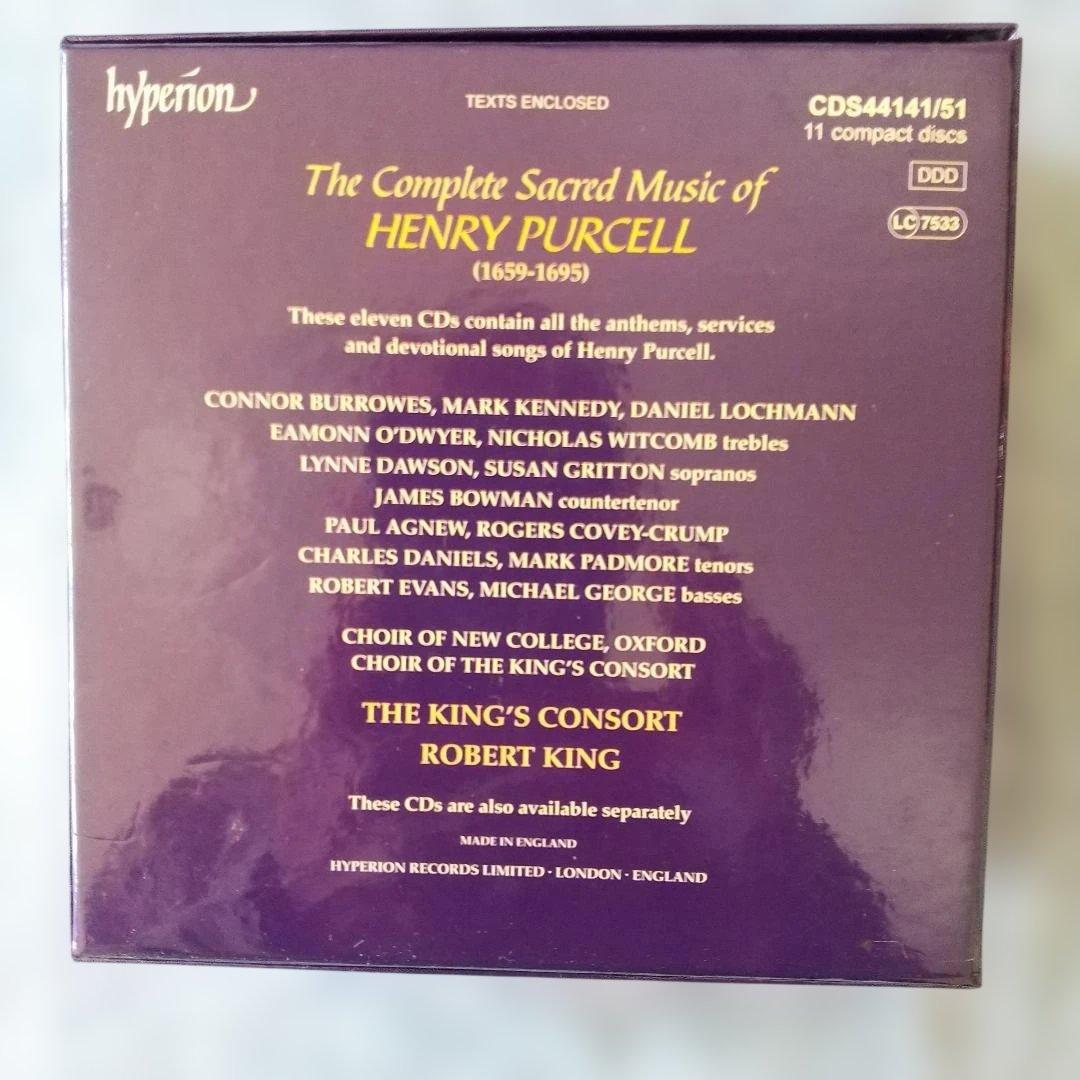 hyperion
TEXTS ENCLOSED
CDS44141/51
11 compact discs
DDD
LC 7533
The Complete Sacred Music of
HENRY PURCELL
(1659-1695)
These eleven CDs contain all the anthems, services
and devotional songs of Henry Purcell.
CONNOR BURROWES, MARK KENNEDY, DANIEL LOCHMANN
EAMONN O'DWYER, NICHOLAS WITCOMB trebles
LYNNE DAWSON, SUSAN GRITTON sopranos
JAMES BOWMAN countertenor
PAUL AGNEW, ROGERS COVEY-CRUMP
CHARLES DANIELS, MARK PADMORE tenors
ROBERT EVANS, MICHAEL GEORGE basses
CHOIR OF NEW COLLEGE, OXFORD
CHOIR OF THE KING'S CONSORT
THE KING'S CONSORT
ROBERT KING
These CDs are also available separately
MADE IN ENGLAND
HYPERION RECORDS LIMITED · LONDON · ENGLAND